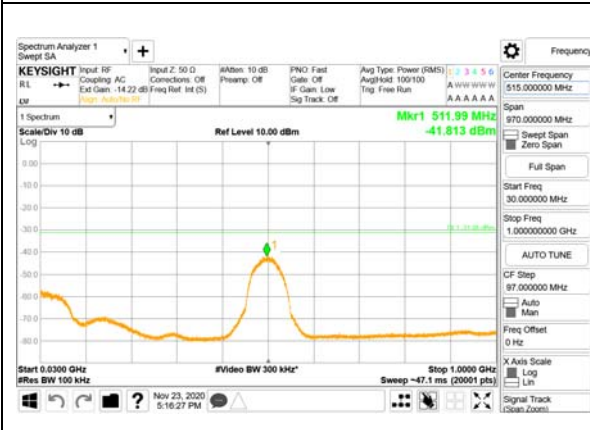 Spectrum Analyzer 1
Swept SA
Frequency
KEYSIGHT
RL
Input: RF
Coupling: AC
Ext Gain: -14.22 dB
Align: Auto/No RF
Input Z: 50 Ω
Corrections: Off
Freq Ref: Int (S)
#Atten: 10 dB
Preamp: Off
PNO: Fast
Gate: Off
IF Gain: Low
Sig Track: Off
Avg Type: Power (RMS)
Avg|Hold: 100/100
Trig: Free Run
1 2 3 4 5 6
A W W W W W
A A A A A A
1 Spectrum
Scale/Div 10 dB
Log
Ref Level 10.00 dBm
Mkr1 511.99 MHz
-41.813 dBm
0.00
-10.0
-20.0
-30.0
-40.0
-50.0
-60.0
-70.0
-80.0
1
Start 0.0300 GHz
#Res BW 100 kHz
#Video BW 300 kHz*
Stop 1.0000 GHz
Sweep ~47.1 ms (20001 pts)
Center Frequency
515.000000 MHz
Span
970.000000 MHz
Swept Span
Zero Span
Full Span
Start Freq
30.000000 MHz
Stop Freq
1.000000000 GHz
AUTO TUNE
CF Step
97.000000 MHz
Auto
Man
Freq Offset
0 Hz
X Axis Scale
Log
Lin
Signal Track
(Span Zoom)
?
Nov 23, 2020
5:16:27 PM